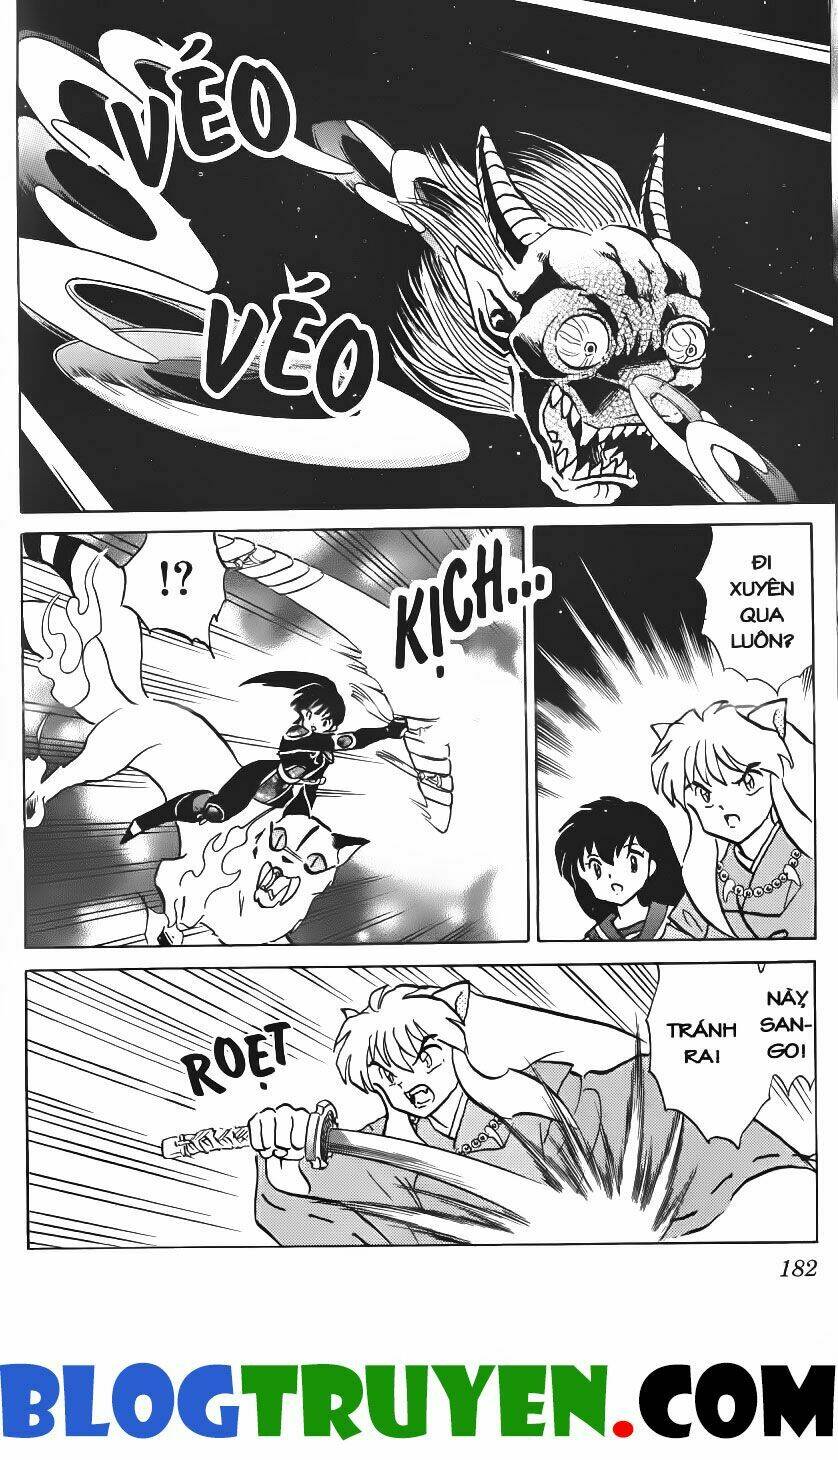 VÉO
VÉO
ĐI
XUYÊN
QUA
LUÔN?
!?
KỊCH...
NÀY,
SAN-
GO!
TRÁNH
RA!
ROẸT
182
BLOGTRUYEN.COM